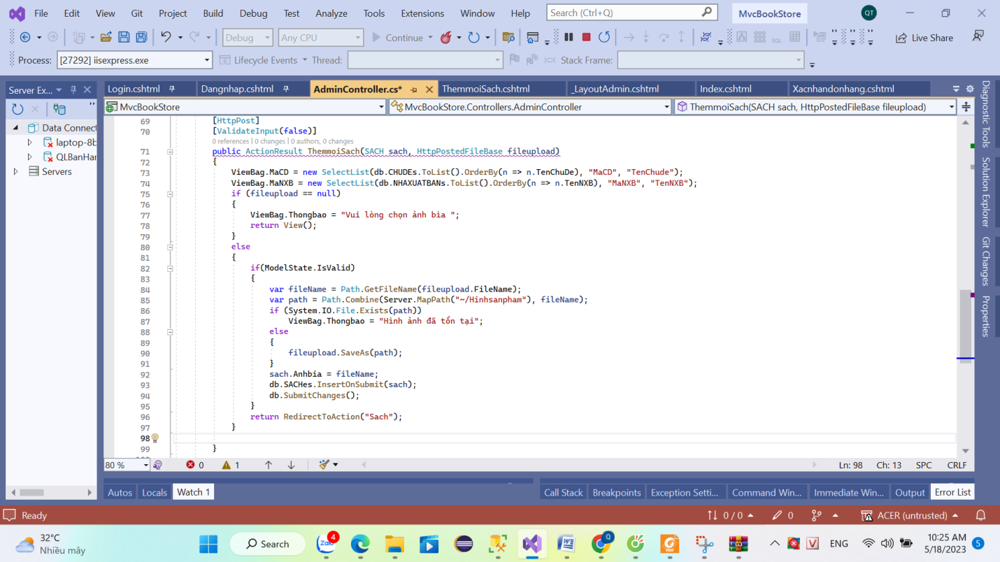 File Edit View Git Project Build Debug Test Analyze Tools Extensions Window Help Search (Ctrl+Q) MvcBookStore QT
Debug Any CPU Continue SQL Live Share
Process: [27292] iisexpress.exe Lifecycle Events Thread: Stack Frame:
Server Ex... Login.cshtml Dangnhap.cshtml AdminController.cs* ThemmoiSach.cshtml _LayoutAdmin.cshtml Index.cshtml Xacnhandonhang.cshtml
MvcBookStore MvcBookStore.Controllers.AdminController ThemmoiSach(SACH sach, HttpPostedFileBase fileupload)
Data Connect
laptop-8b
QLBanHar
Servers
69 [HttpPost]
70 [ValidateInput(false)]
0 references | 0 changes | 0 authors, 0 changes
71 public ActionResult ThemmoiSach(SACH sach, HttpPostedFileBase fileupload)
72 {
73 ViewBag.MaCD = new SelectList(db.CHUDEs.ToList().OrderBy(n => n.TenChuDe), "MaCD", "TenChude");
74 ViewBag.MaNXB = new SelectList(db.NHAXUATBANs.ToList().OrderBy(n => n.TenNXB), "MaNXB", "TenNXB");
75 if (fileupload == null)
76 {
77 ViewBag.Thongbao = "Vui lòng chọn ảnh bìa ";
78 return View();
79 }
80 else
81 {
82 if(ModelState.IsValid)
83 {
84 var fileName = Path.GetFileName(fileupload.FileName);
85 var path = Path.Combine(Server.MapPath("~/Hinhsanpham"), fileName);
86 if (System.IO.File.Exists(path))
87 ViewBag.Thongbao = "Hình ảnh đã tồn tại";
88 else
89 {
90 fileupload.SaveAs(path);
91 }
92 sach.Anhbia = fileName;
93 db.SACHes.InsertOnSubmit(sach);
94 db.SubmitChanges();
95 }
96 return RedirectToAction("Sach");
97 }
98
99 }
80 % 0 1 Ln: 98 Ch: 13 SPC CRLF
Diagnostic Tools
Solution Explorer
Git Changes
Properties
Autos Locals Watch 1 Call Stack Breakpoints Exception Setti... Command Win... Immediate Win... Output Error List
Ready 0 / 0 0 ACER (untrusted)
32°C
Nhiều mây
Search Zalo 4 Q PDF V ENG 10:25 AM
5/18/2023 5